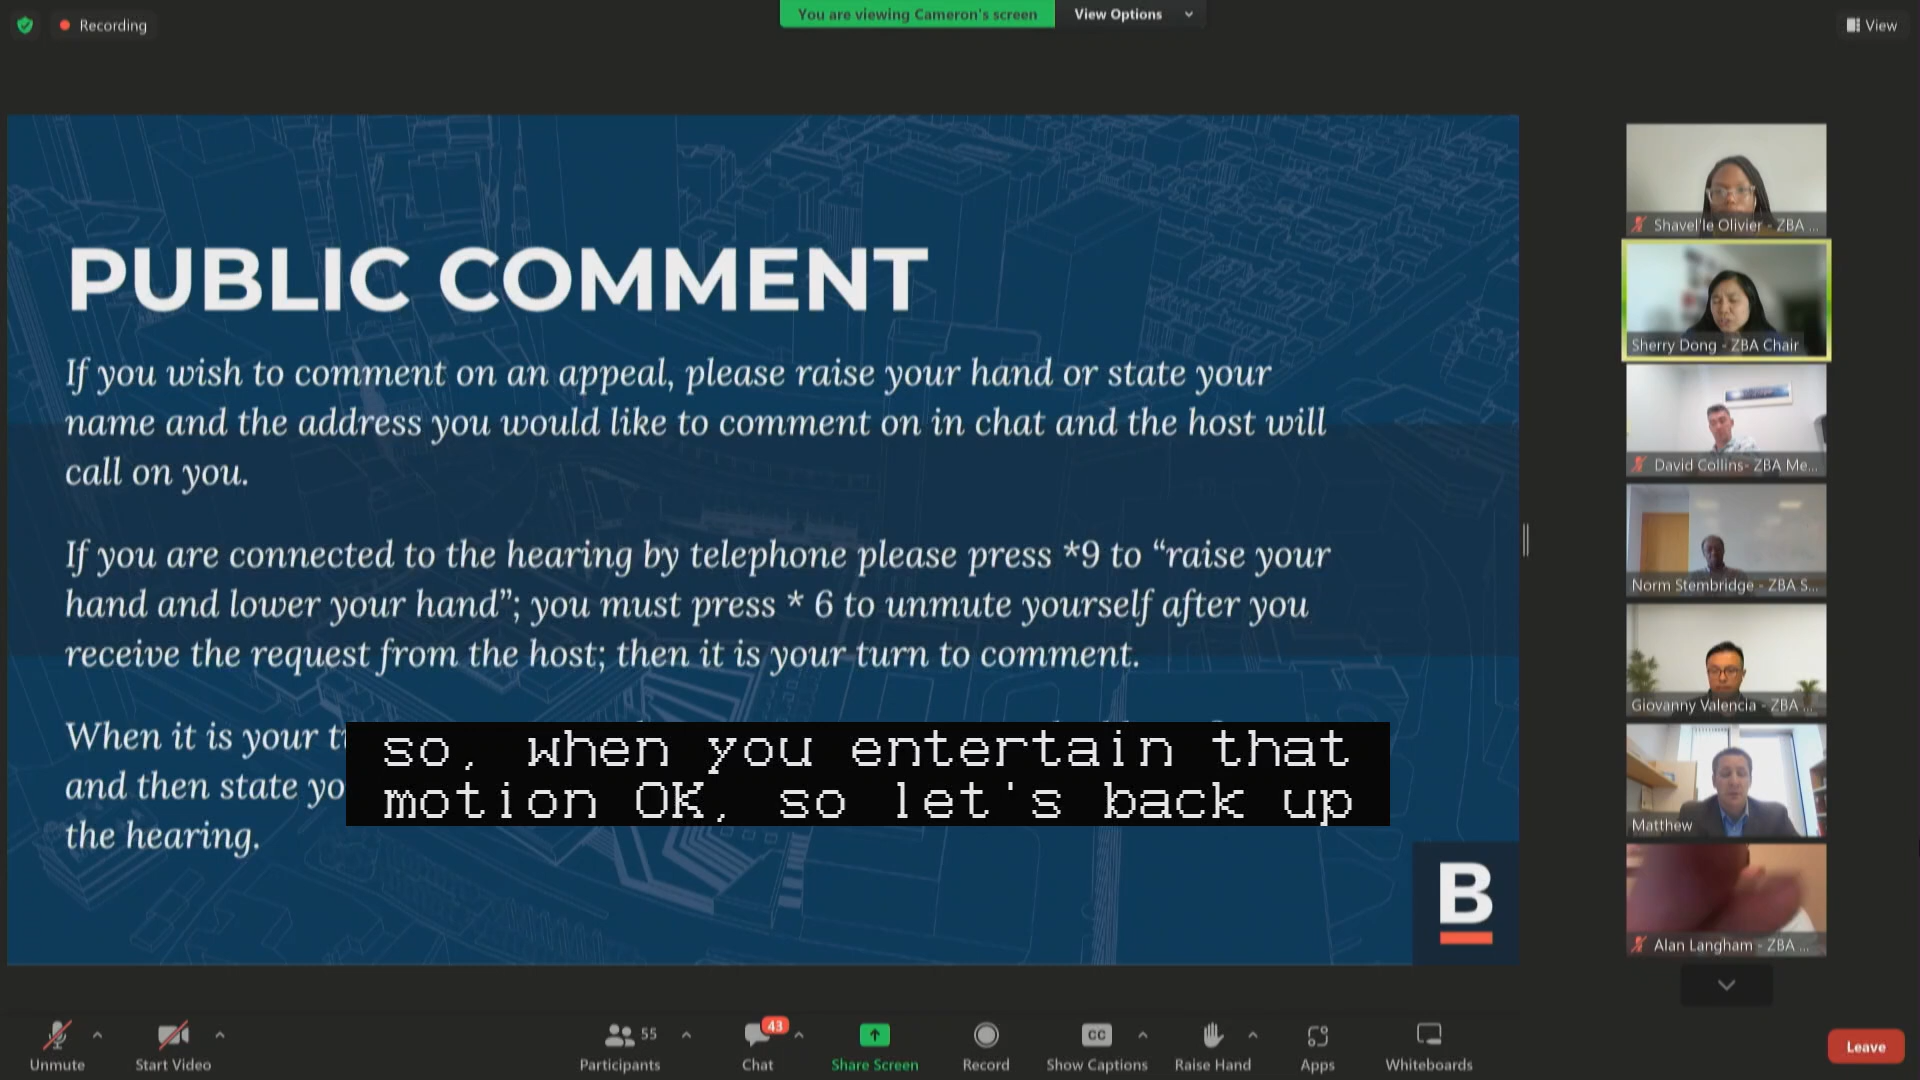 Recording
You are viewing Cameron's screen
View Options
View
PUBLIC COMMENT
If you wish to comment on an appeal, please raise your hand or state your
name and the address you would like to comment on in chat and the host will
call on you.
If you are connected to the hearing by telephone please press *9 to “raise your
hand and lower your hand”; you must press * 6 to unmute yourself after you
receive the request from the host; then it is your turn to comment.
When it is your
and then state
the hearing.
so, when you entertain that
motion OK, so let's back up
B
Shavel'le Olivier - ZBA ...
Sherry Dong - ZBA Chair
David Collins- ZBA Me...
Norm Stembridge - ZBA S...
Giovanny Valencia - ZBA ...
Matthew
Alan Langham - ZBA ...
Unmute
Start Video
55
Participants
43
Chat
Share Screen
Record
CC
Show Captions
Raise Hand
Apps
Whiteboards
Leave